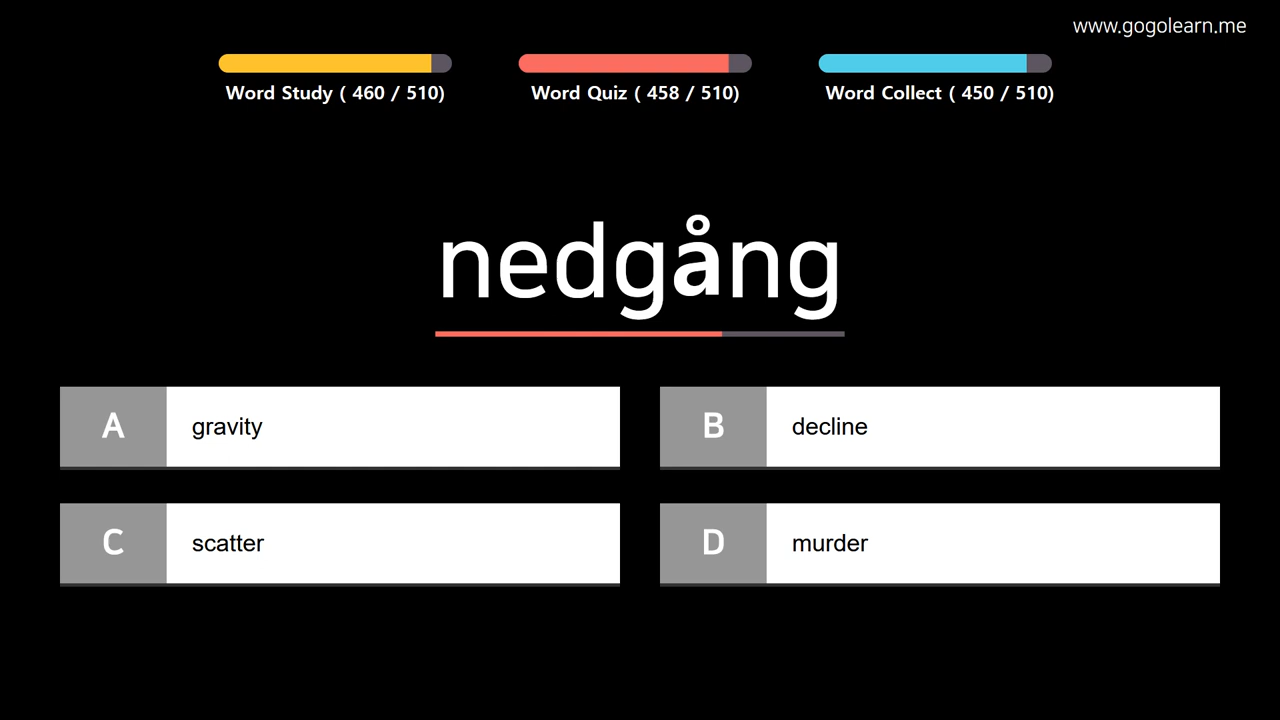 www.gogolearn.me
Word Study ( 460 / 510)
Word Quiz ( 458 / 510)
Word Collect ( 450 / 510)
nedgång
A gravity
B decline
C scatter
D murder